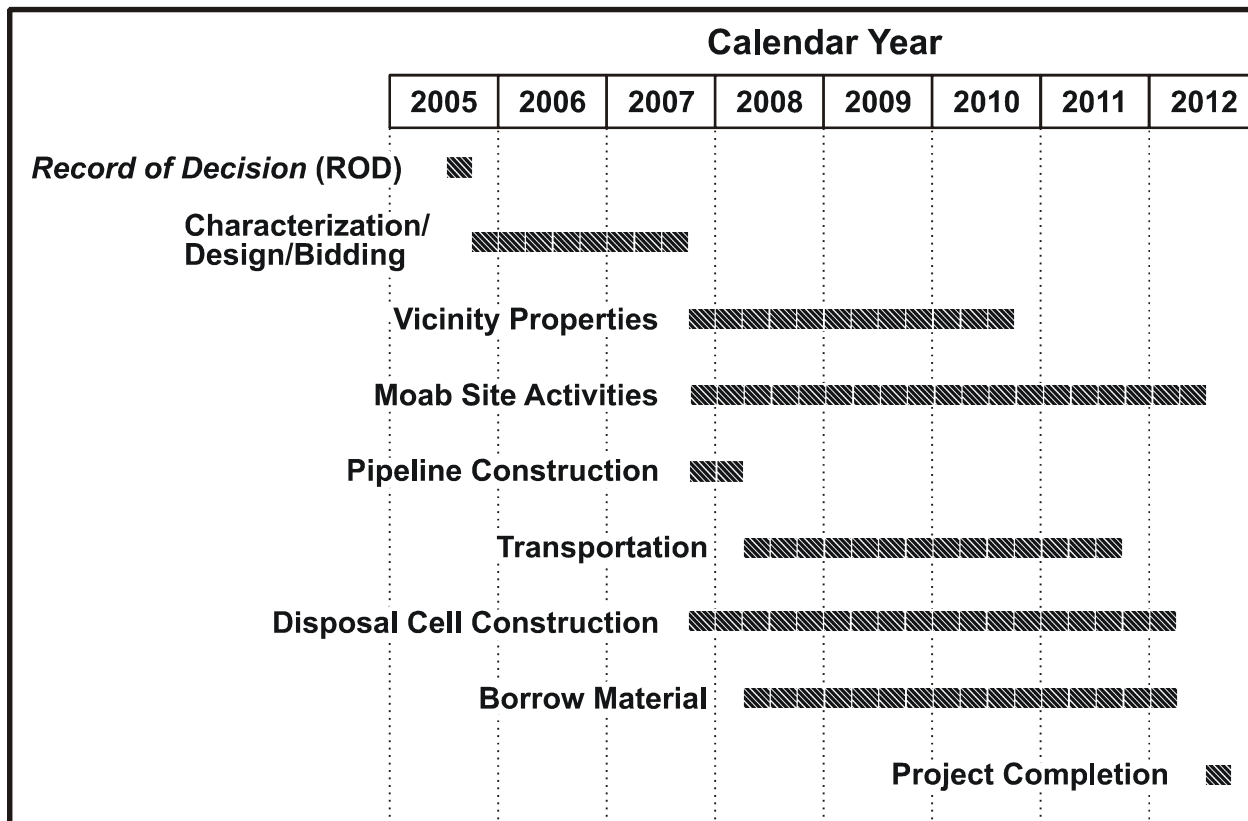 Calendar Year
2005 2006 2007 2008 2009 2010 2011 2012
Record of Decision (ROD)
Characterization/
Design/Bidding
Vicinity Properties
Moab Site Activities
Pipeline Construction
Transportation
Disposal Cell Construction
Borrow Material
Project Completion